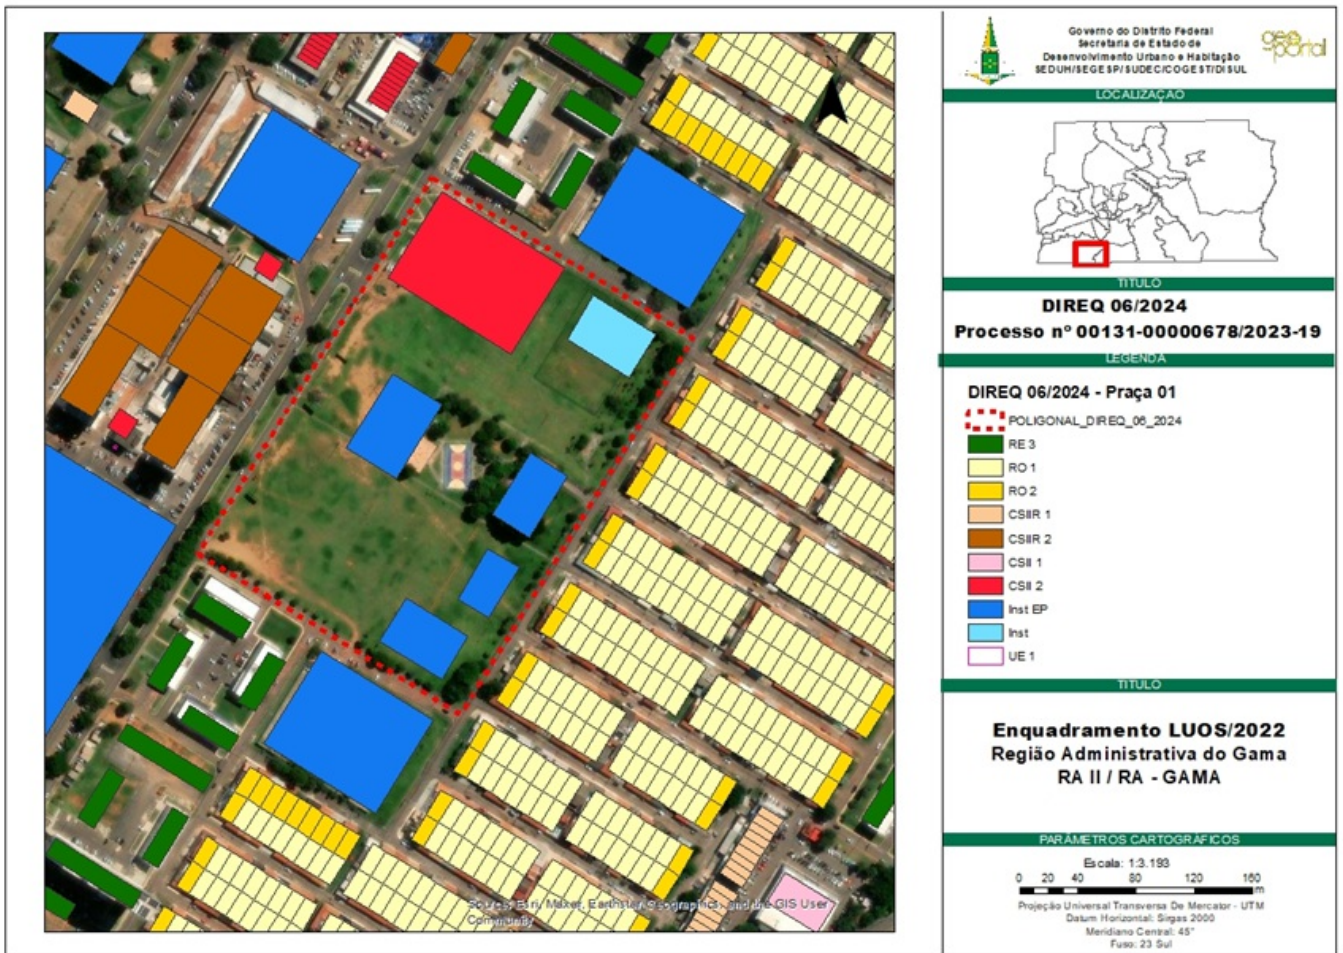 Governo do Distrito Federal
Secretaria de Estado de
Desenvolvimento Urbano e Habitação
SEDUH/SEGESP/SUDEC/COGEST/DISUL
geo
portal
LOCALIZAÇÃO
TITULO
DIREQ 06/2024
Processo nº 00131-00000678/2023-19
LEGENDA
DIREQ 06/2024 - Praça 01
POLIGONAL_DIREQ_06_2024
RE 3
RO 1
RO 2
CSIIR 1
CSIIR 2
CSII 1
CSII 2
Inst EP
Inst
UE 1
TITULO
Enquadramento LUOS/2022
Região Administrativa do Gama
RA II / RA - GAMA
PARÂMETROS CARTOGRÁFICOS
Escala: 1:3.193
0 20 40 80 120 160
m
Projeção Universal Transversa De Mercator - UTM
Datum Horizontal: Sirgas 2000
Meridiano Central: 45°
Fuso: 23 Sul
Source: Esri, Maxar, Earthstar Geographics, and the GIS User
Community